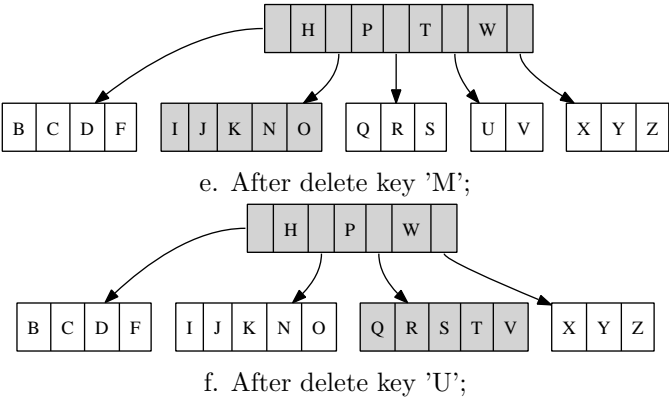 H P T W
B C D F I J K N O Q R S U V X Y Z
e. After delete key 'M';
H P W
B C D F I J K N O Q R S T V X Y Z
f. After delete key 'U';